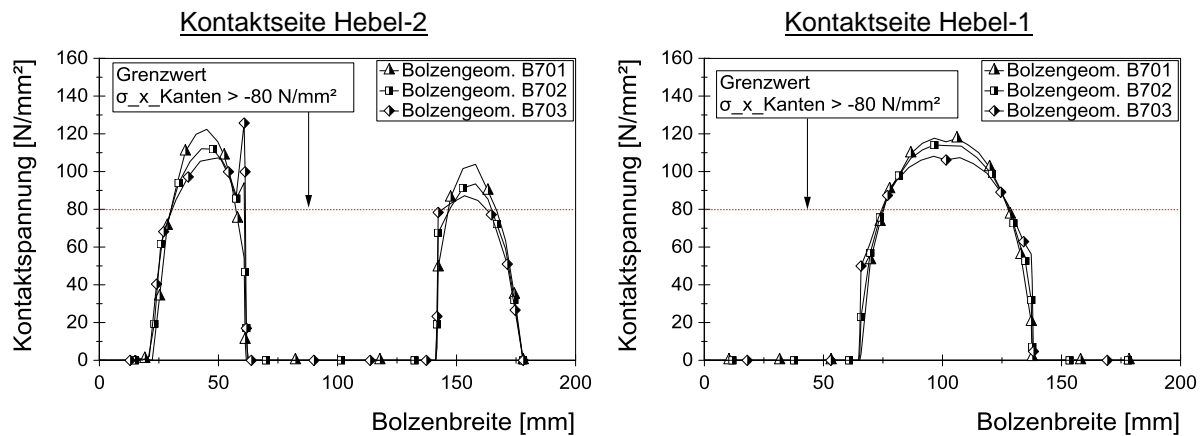 Kontaktseite Hebel-2
Kontaktspannung [N/mm²]
160
140
120
100
80
60
40
20
0
Grenzwert
σ_x_Kanten > -80 N/mm²
Bolzengeom. B701
Bolzengeom. B702
Bolzengeom. B703
0
50
100
150
200
Bolzenbreite [mm]
Kontaktseite Hebel-1
Kontaktspannung [N/mm²]
160
140
120
100
80
60
40
20
0
Grenzwert
σ_x_Kanten > -80 N/mm²
Bolzengeom. B701
Bolzengeom. B702
Bolzengeom. B703
0
50
100
150
200
Bolzenbreite [mm]